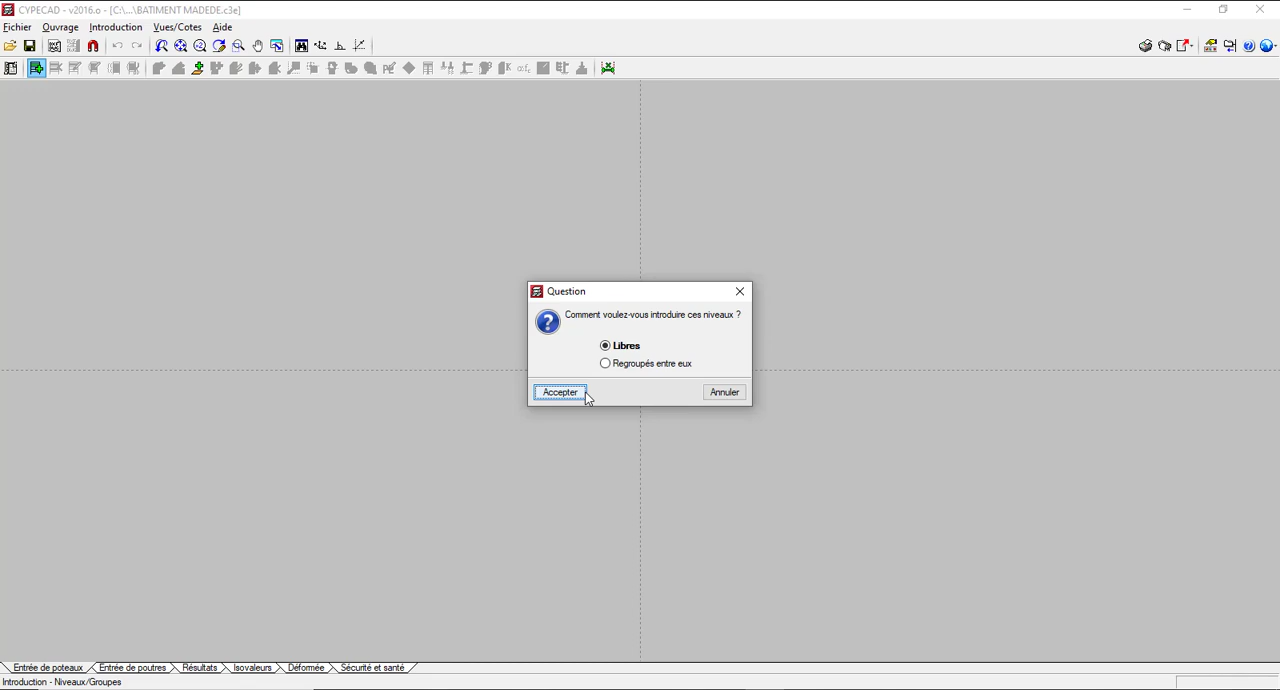 CYPECAD - v2016.o - [C:\...\BATIMENT MADEDE.c3e]
Fichier Ouvrage Introduction Vues/Cotes Aide
Question
Comment voulez-vous introduire ces niveaux ?
Libres
Regroupés entre eux
Accepter Annuler
Entrée de poteaux Entrée de poutres Résultats Isovaleurs Déformée Sécurité et santé
Introduction - Niveaux/Groupes